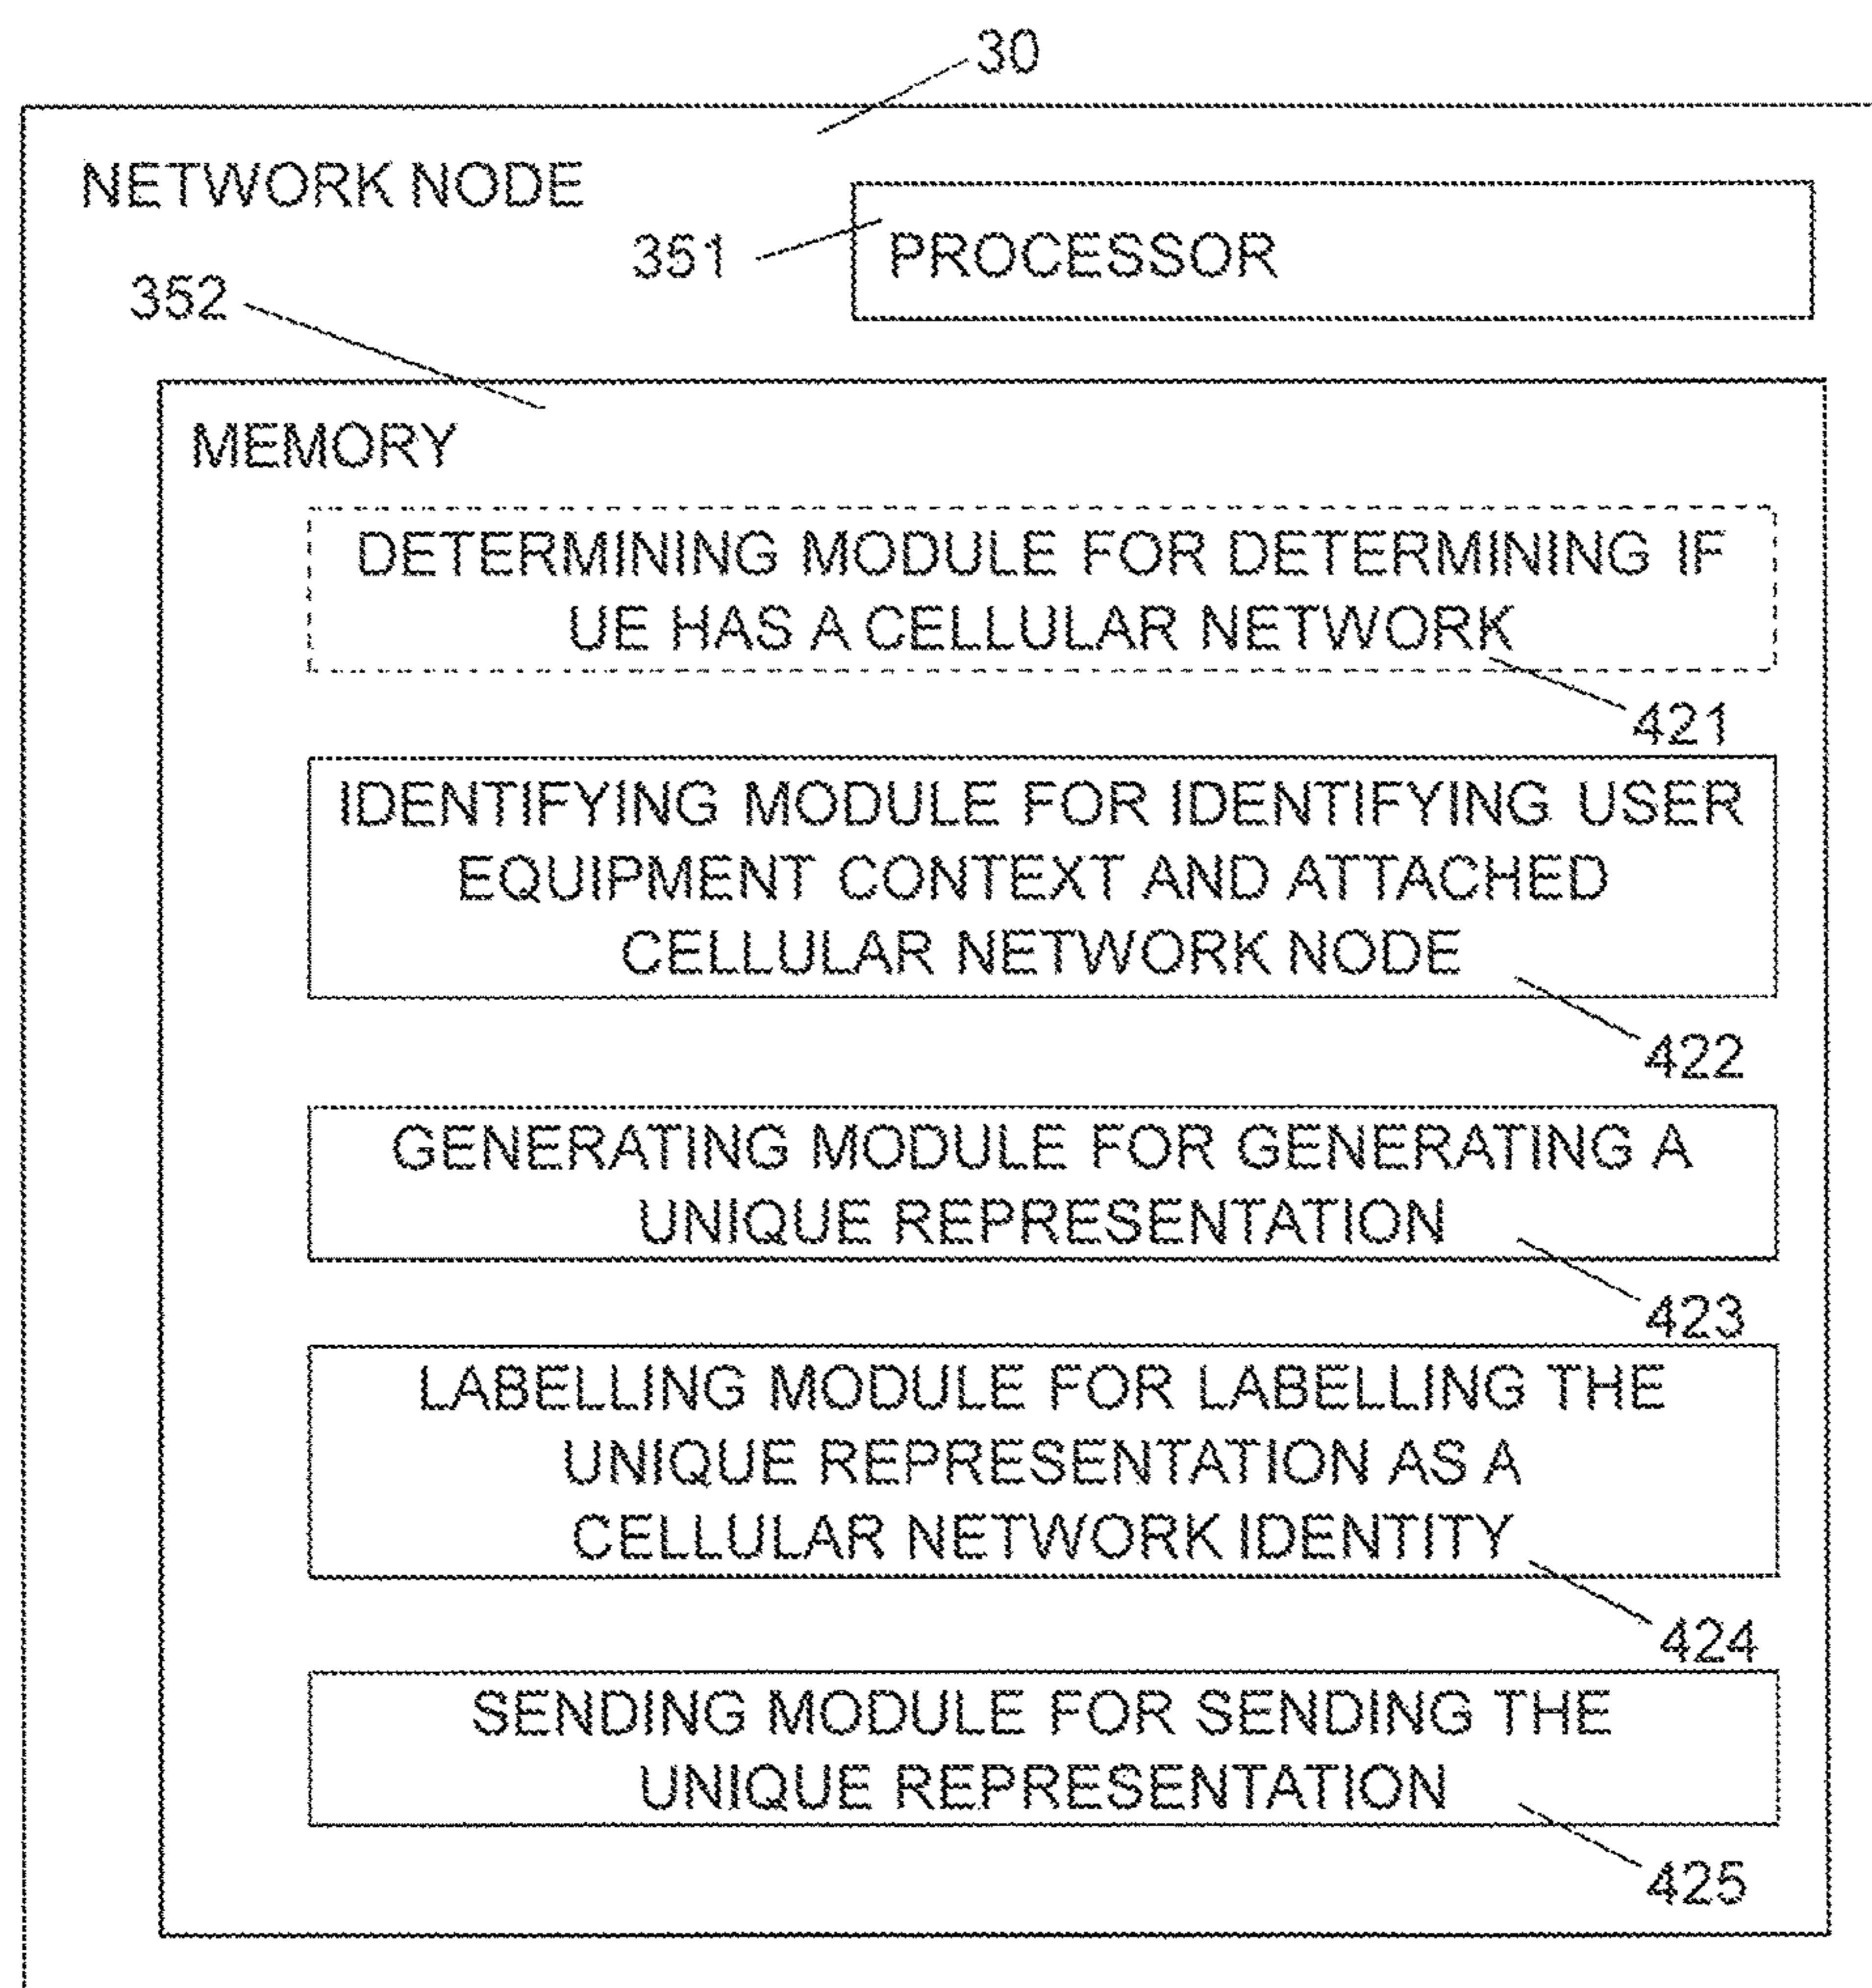 30
NETWORK NODE
351
PROCESSOR
352
MEMORY
DETERMINING MODULE FOR DETERMINING IF
UE HAS A CELLULAR NETWORK
421
IDENTIFYING MODULE FOR IDENTIFYING USER
EQUIPMENT CONTEXT AND ATTACHED
CELLULAR NETWORK NODE
422
GENERATING MODULE FOR GENERATING A
UNIQUE REPRESENTATION
423
LABELLING MODULE FOR LABELLING THE
UNIQUE REPRESENTATION AS A
CELLULAR NETWORK IDENTITY
424
SENDING MODULE FOR SENDING THE
UNIQUE REPRESENTATION
425